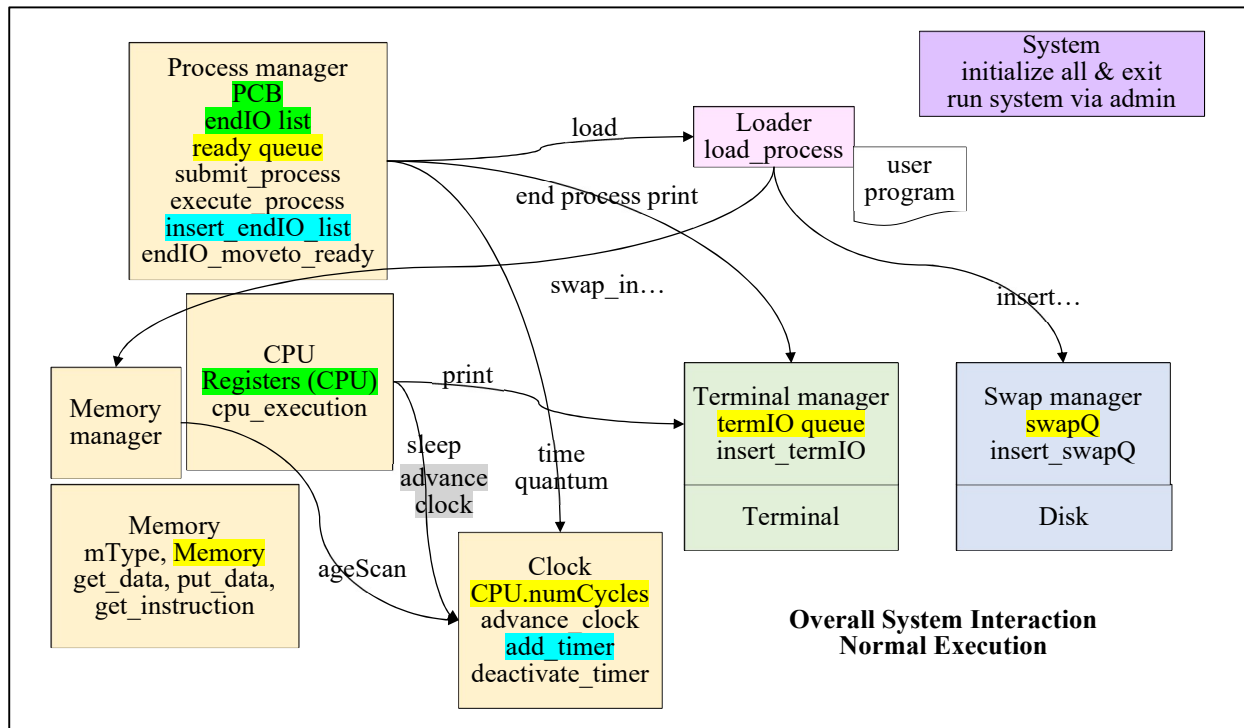 Process manager
PCB
endIO list
ready queue
submit_process
execute_process
insert_endIO_list
endIO_moveto_ready
System
initialize all & exit
run system via admin
load
Loader
load_process
user
program
end process print
swap_in…
insert…
CPU
Registers (CPU)
cpu_execution
print
Memory
manager
sleep
advance
clock
time
quantum
Terminal manager
termIO queue
insert_termIO
Terminal
Swap manager
swapQ
insert_swapQ
Disk
Memory
mType, Memory
get_data, put_data,
get_instruction
ageScan
Clock
CPU.numCycles
advance_clock
add_timer
deactivate_timer
Overall System Interaction
Normal Execution